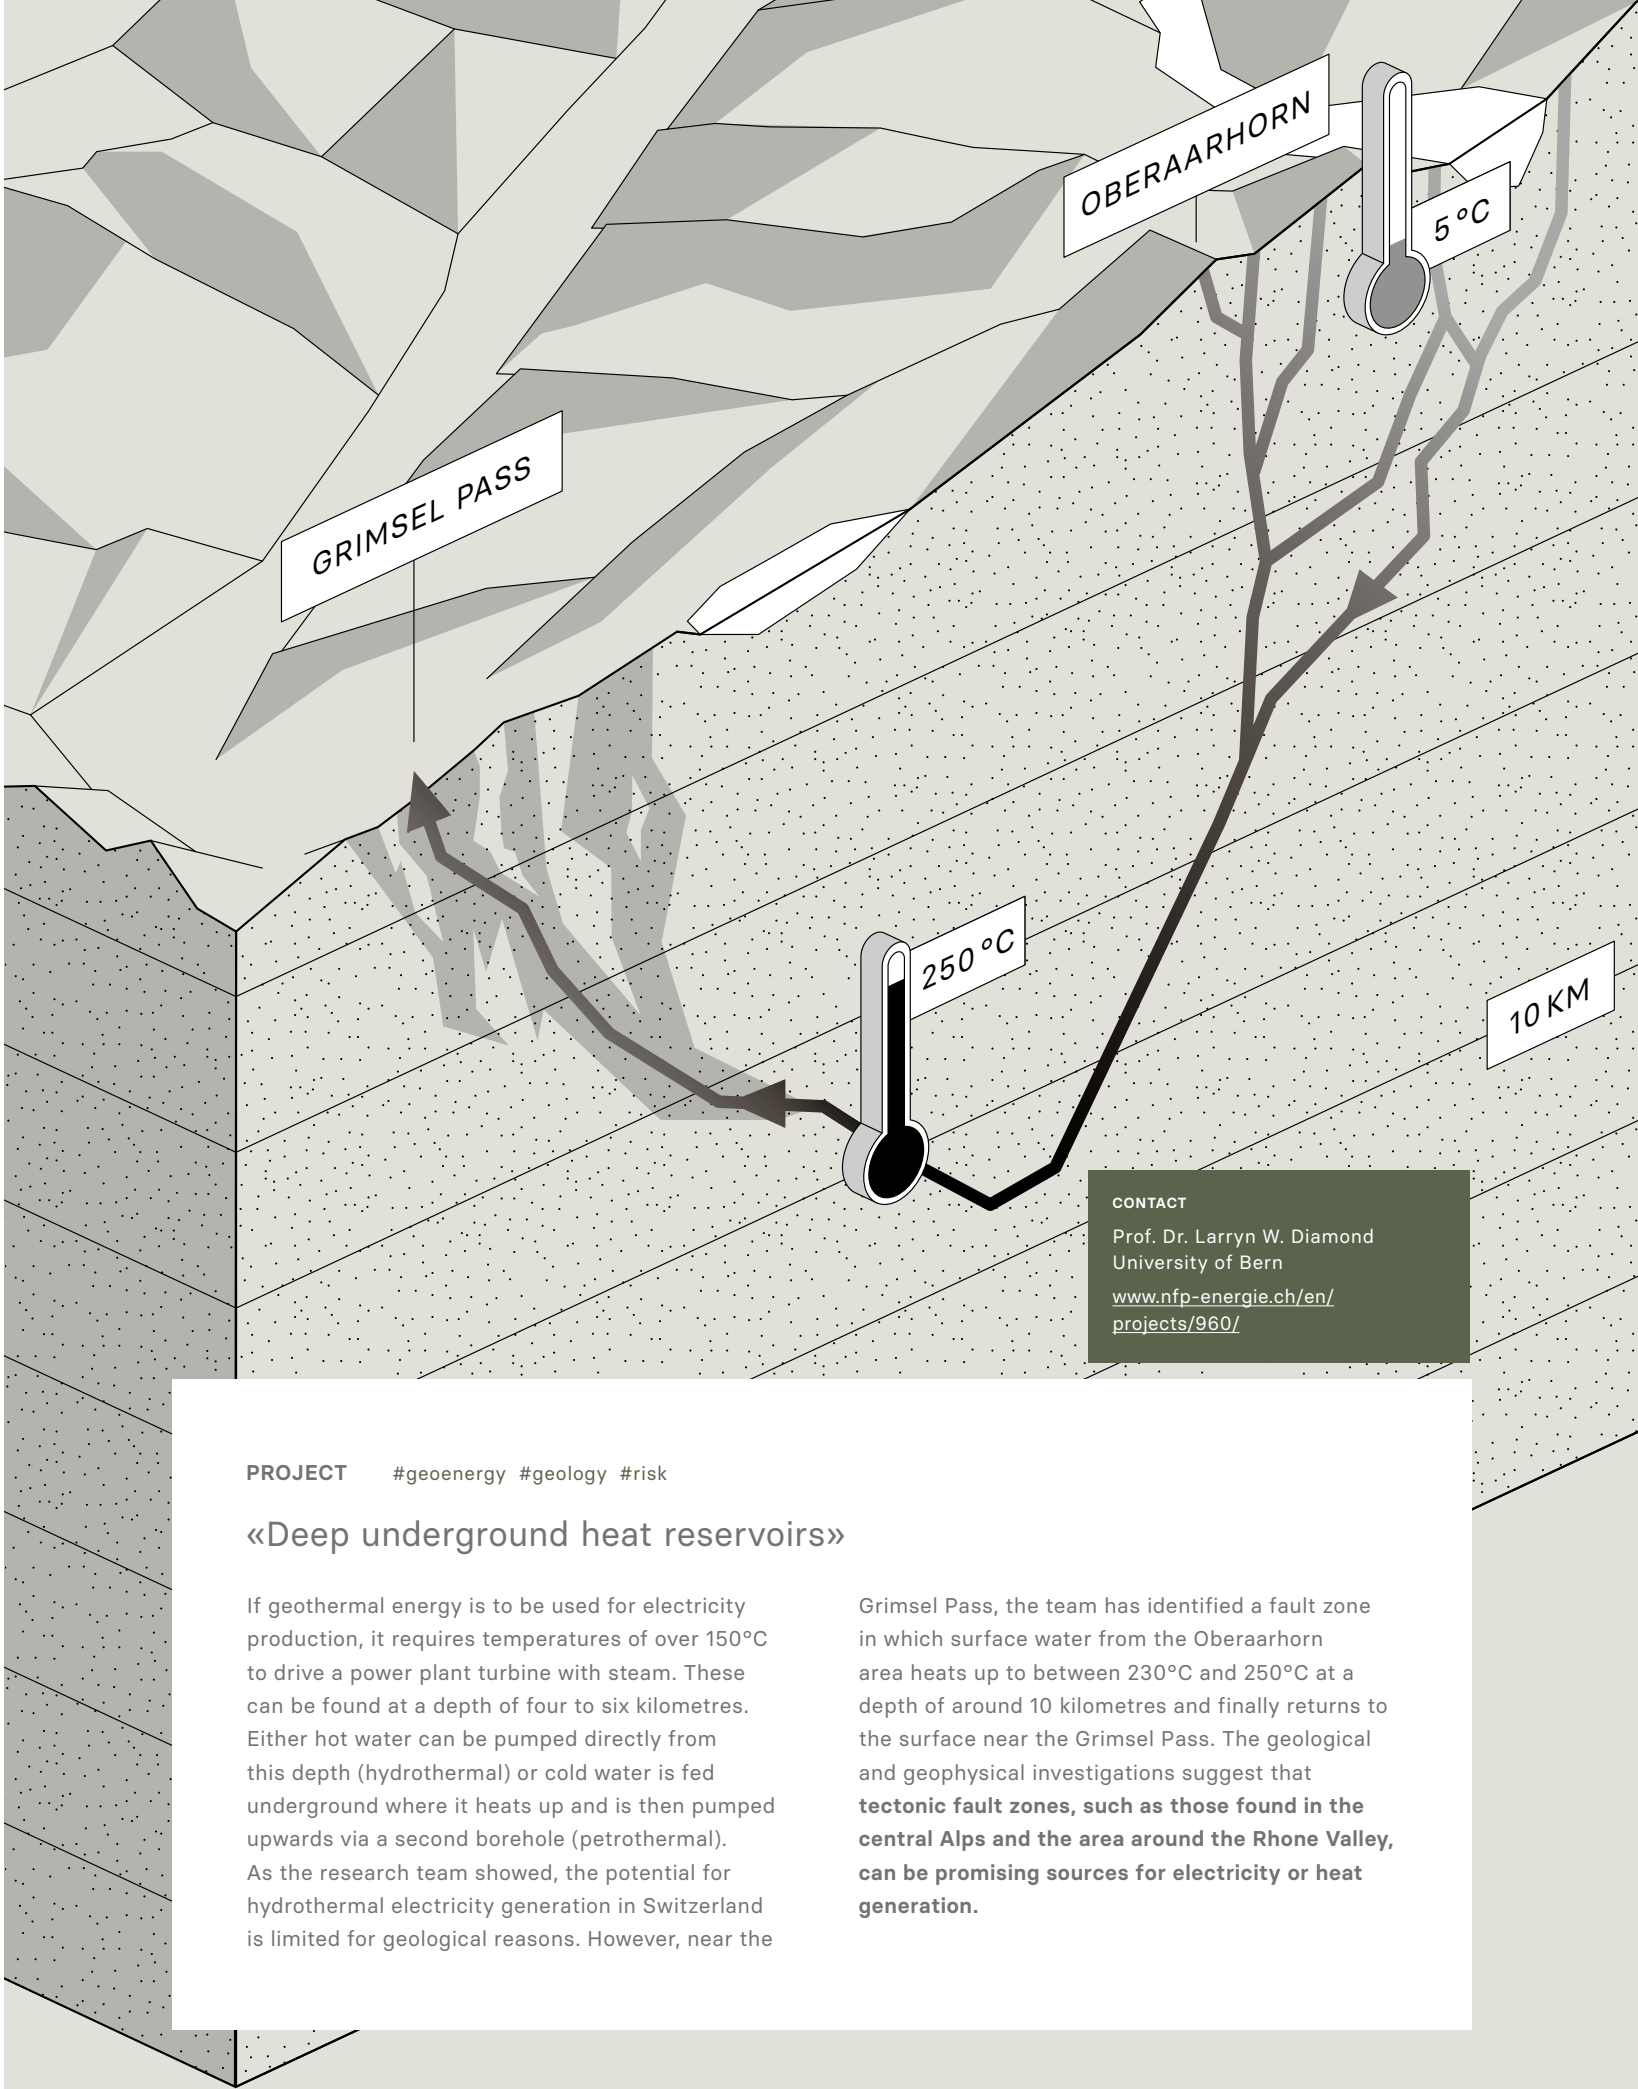 OBERAARHORN
5°C
GRIMSEL PASS
250°C
10 KM
CONTACT
Prof. Dr. Larryn W. Diamond
University of Bern
www.nfp-energie.ch/en/
projects/960/
PROJECT #geoenergy #geology #risk
«Deep underground heat reservoirs»
If geothermal energy is to be used for electricity
production, it requires temperatures of over 150°C
to drive a power plant turbine with steam. These
can be found at a depth of four to six kilometres.
Either hot water can be pumped directly from
this depth (hydrothermal) or cold water is fed
underground where it heats up and is then pumped
upwards via a second borehole (petrothermal).
As the research team showed, the potential for
hydrothermal electricity generation in Switzerland
is limited for geological reasons. However, near the
Grimsel Pass, the team has identified a fault zone
in which surface water from the Oberaarhorn
area heats up to between 230°C and 250°C at a
depth of around 10 kilometres and finally returns to
the surface near the Grimsel Pass. The geological
and geophysical investigations suggest that
tectonic fault zones, such as those found in the
central Alps and the area around the Rhone Valley,
can be promising sources for electricity or heat
generation.